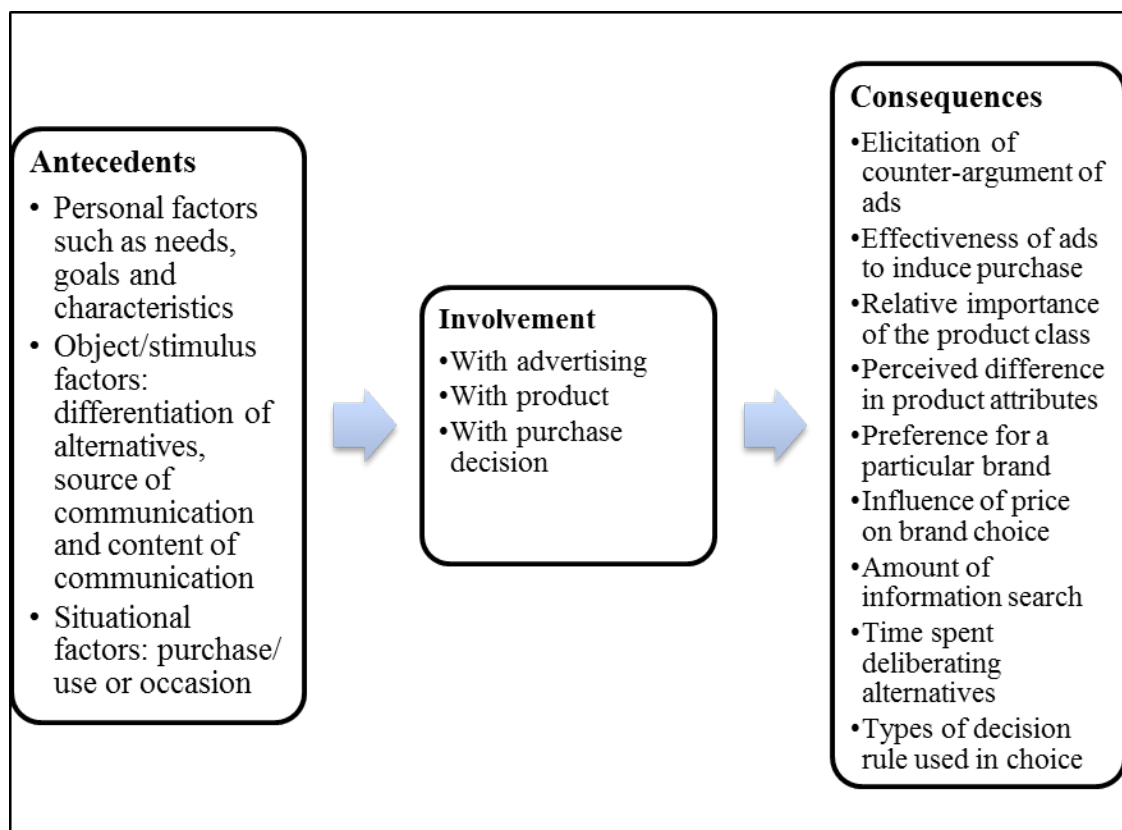 Antecedents
• Personal factors
such as needs,
goals and
characteristics
• Object/stimulus
factors:
differentiation of
alternatives,
source of
communication
and content of
communication
• Situational
factors: purchase/
use or occasion
Involvement
•With advertising
•With product
•With purchase
decision
Consequences
•Elicitation of
counter-argument of
ads
•Effectiveness of ads
to induce purchase
•Relative importance
of the product class
•Perceived difference
in product attributes
•Preference for a
particular brand
•Influence of price
on brand choice
•Amount of
information search
•Time spent
deliberating
alternatives
•Types of decision
rule used in choice